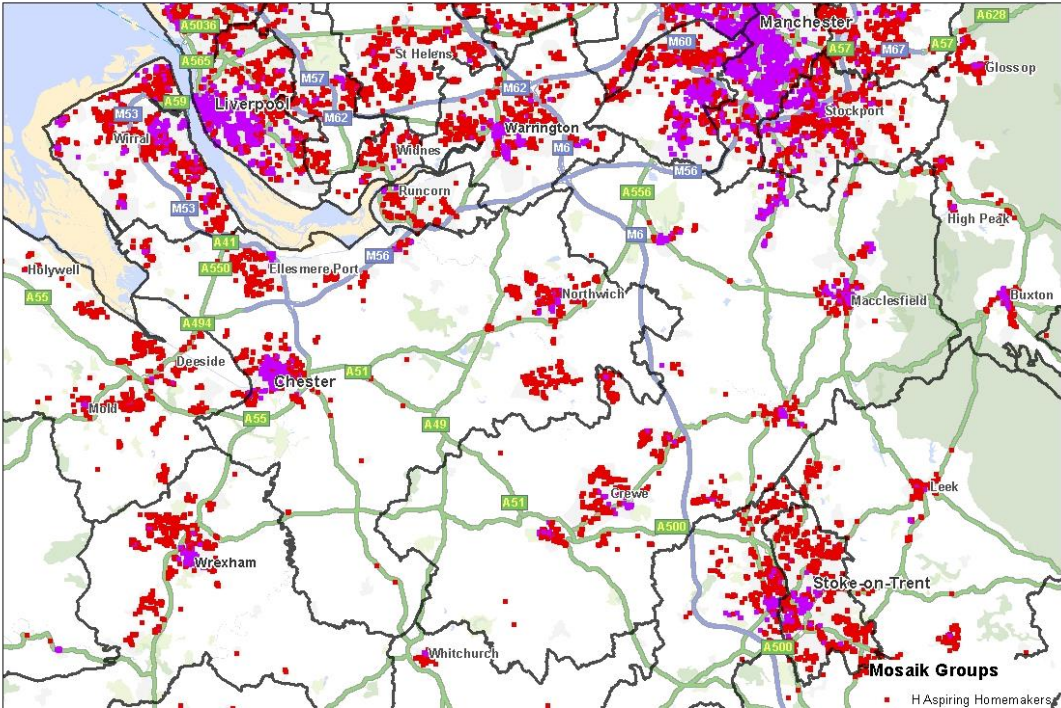 A5036
Manchester
A628
M60
A57
M67
A57
St Helens
A565
Glossop
M57
M62
Liverpool
A59
Stockport
M53
M62
Warrington
Wirral
Widnes
M6
M56
Runcorn
A556
M53
High Peak
M6
A41
M56
A550
Ellesmere Port
Holywell
A55
Northwich
Macclesfield
Buxton
A494
Deeside
A51
Chester
Mold
A55
A49
Crewe
Leek
A51
A500
Wrexham
Stoke-on-Trent
A500
Whitchurch
Mosaik Groups
H Aspiring Homemakers